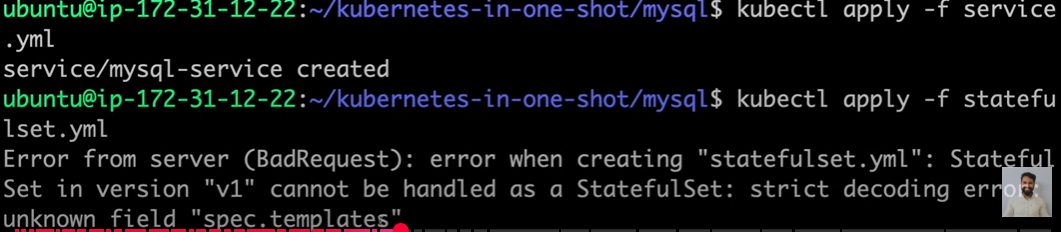 ubuntu@ip-172-31-12-22:~/kubernetes-in-one-shot/mysql$ kubectl apply -f service
.yml
service/mysql-service created
ubuntu@ip-172-31-12-22:~/kubernetes-in-one-shot/mysql$ kubectl apply -f statefu
lset.yml
Error from server (BadRequest): error when creating "statefulset.yml": Stateful
Set in version "v1" cannot be handled as a StatefulSet: strict decoding error:
unknown field "spec.templates"